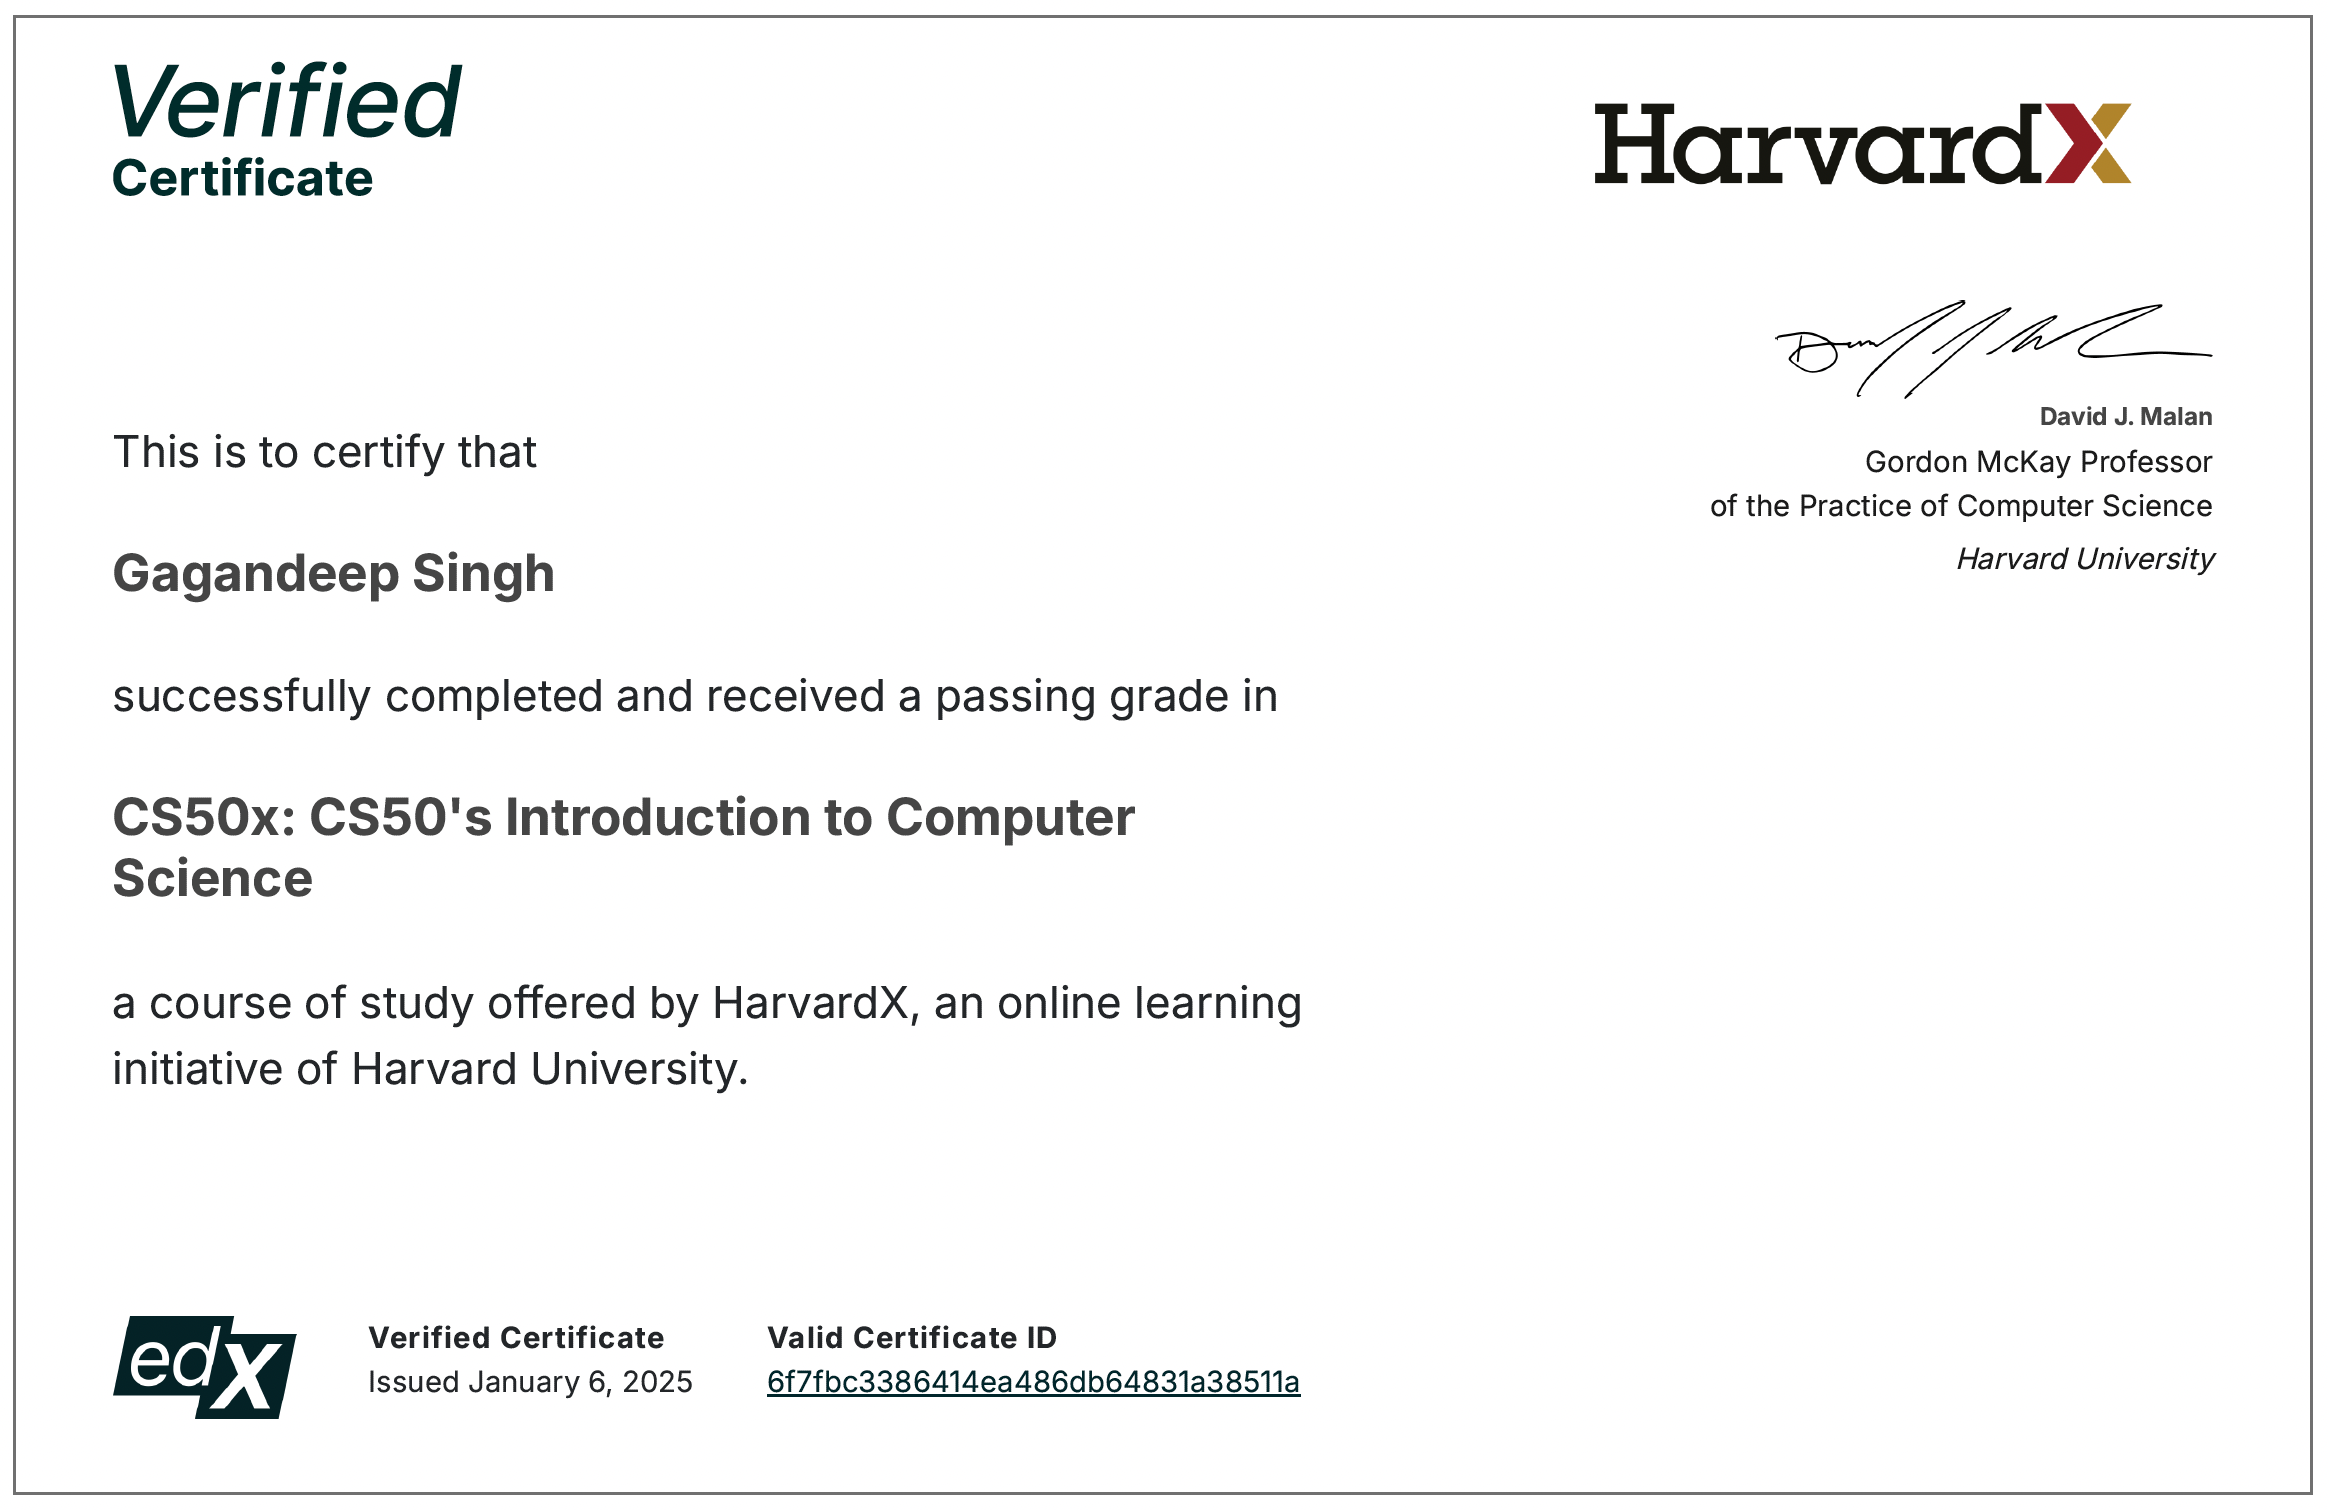 Verified
Certificate
HarvardX
David J. Malan
Gordon McKay Professor
of the Practice of Computer Science
Harvard University
This is to certify that
Gagandeep Singh
successfully completed and received a passing grade in
CS50x: CS50's Introduction to Computer
Science
a course of study offered by HarvardX, an online learning
initiative of Harvard University.
edX
Verified Certificate
Issued January 6, 2025
Valid Certificate ID
6f7fbc3386414ea486db64831a38511a